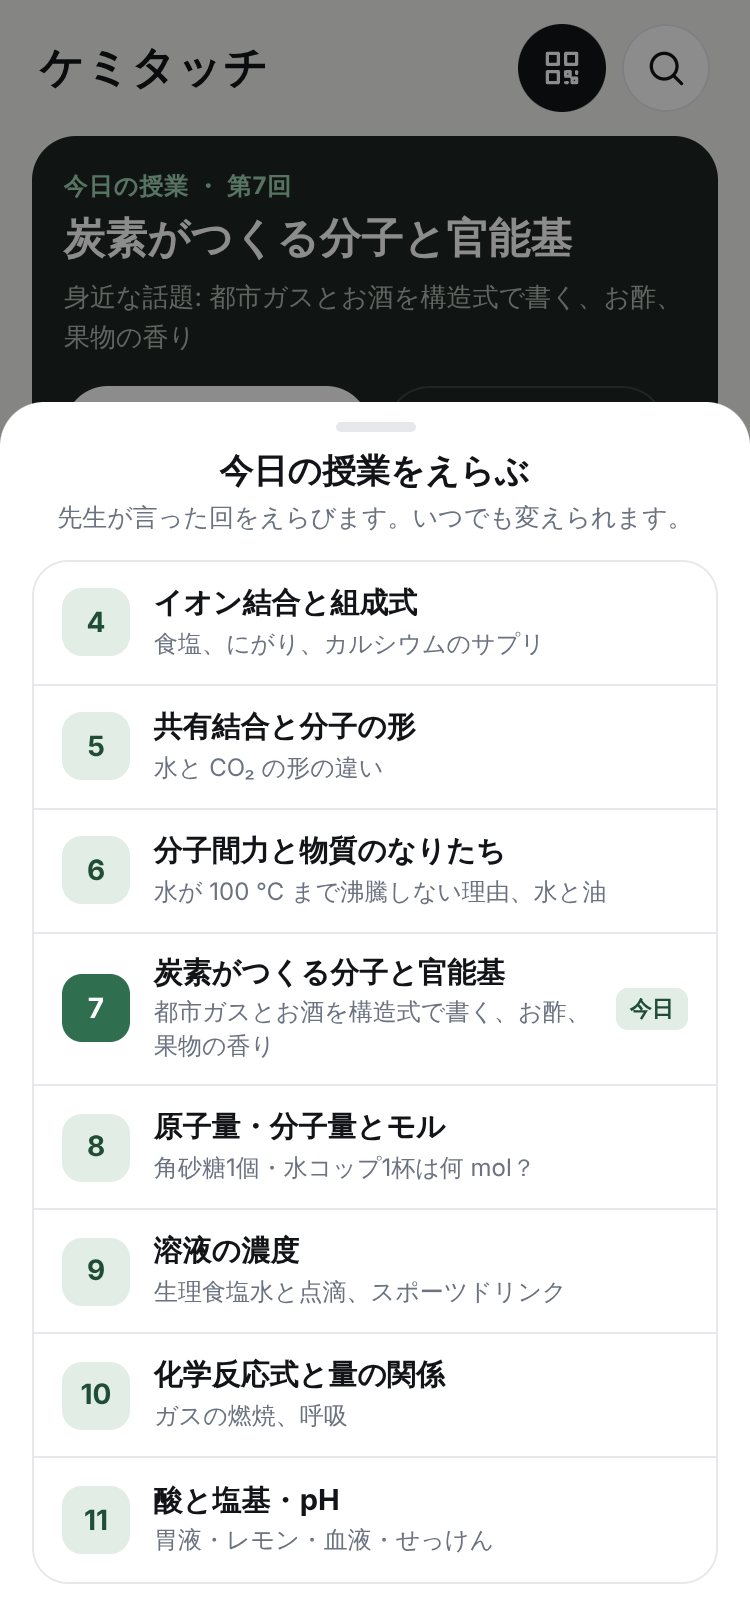 ケミタッチ
今日の授業 ・ 第7回
炭素がつくる分子と官能基
身近な話題: 都市ガスとお酒を構造式で書く、お酢、
果物の香り
今日の授業をえらぶ
先生が言った回をえらびます。いつでも変えられます。
4
イオン結合と組成式
食塩、にがり、カルシウムのサプリ
5
共有結合と分子の形
水と CO₂ の形の違い
6
分子間力と物質のなりたち
水が 100 °C まで沸騰しない理由、水と油
7
炭素がつくる分子と官能基
都市ガスとお酒を構造式で書く、お酢、
果物の香り
今日
8
原子量・分子量とモル
角砂糖1個・水コップ1杯は何 mol？
9
溶液の濃度
生理食塩水と点滴、スポーツドリンク
10
化学反応式と量の関係
ガスの燃焼、呼吸
11
酸と塩基・pH
胃液・レモン・血液・せっけん